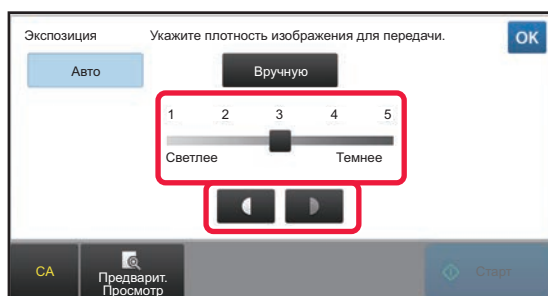 Экспозиция Укажите плотность изображения для передачи. OK
Авто Вручную
1 2 3 4 5
Светлее Темнее
CA Предварит. Просмотр Старт